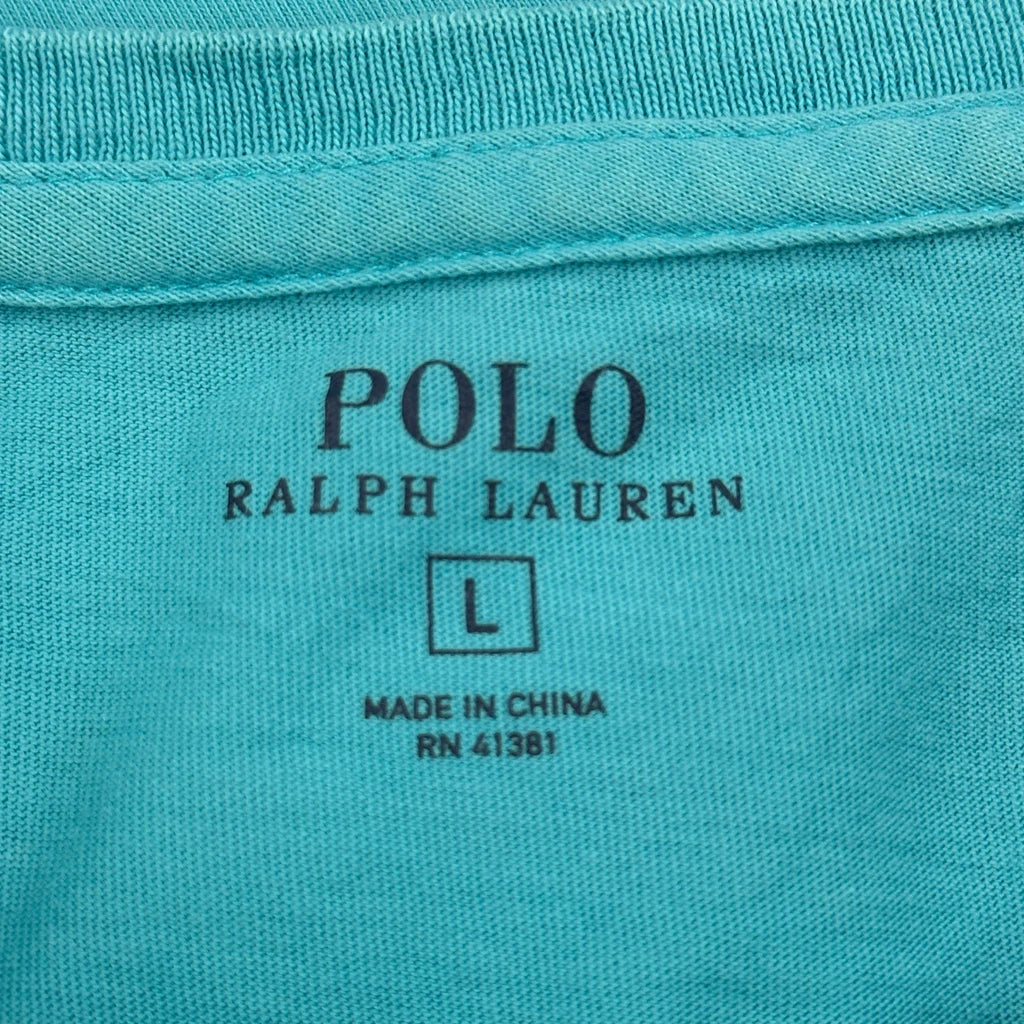 POLO
RALPH LAUREN
L
MADE IN CHINA
RN 41381